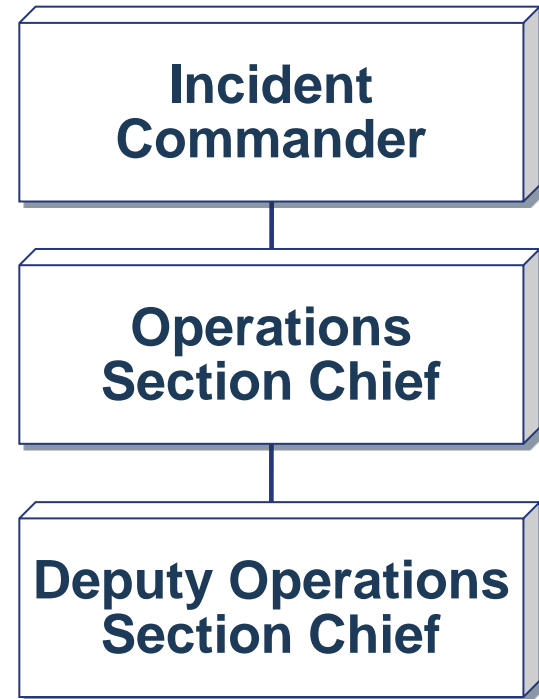 Incident
Commander
Operations
Section Chief
Deputy Operations
Section Chief